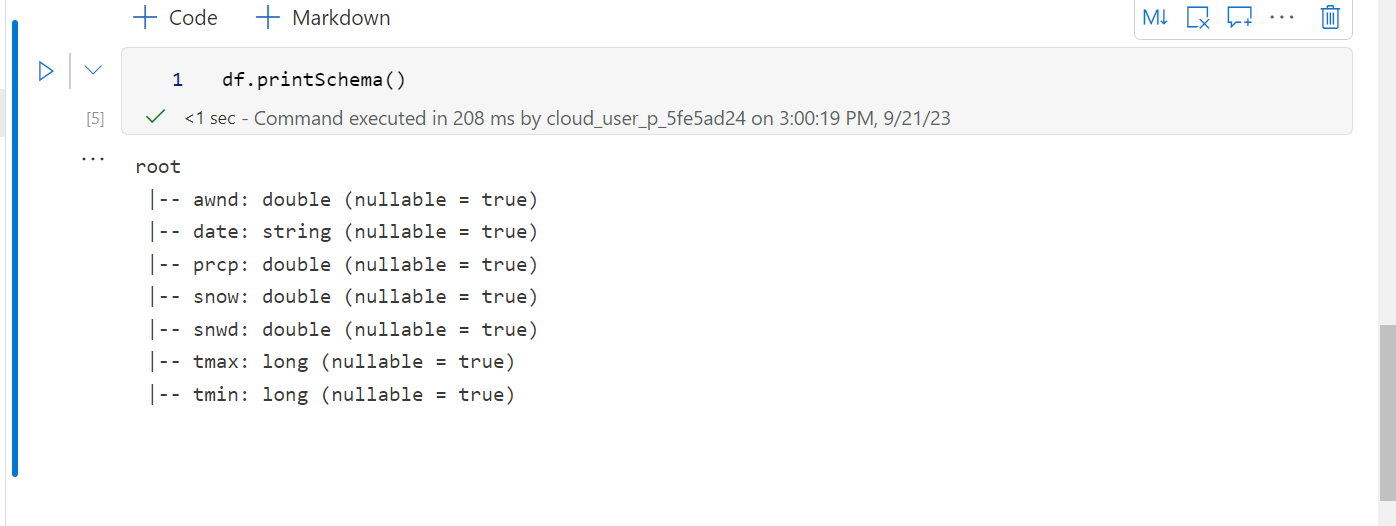 + Code + Markdown M↓ ...
1 df.printSchema()
[5] <1 sec - Command executed in 208 ms by cloud_user_p_5fe5ad24 on 3:00:19 PM, 9/21/23
... root
|-- awnd: double (nullable = true)
|-- date: string (nullable = true)
|-- prcp: double (nullable = true)
|-- snow: double (nullable = true)
|-- snwd: double (nullable = true)
|-- tmax: long (nullable = true)
|-- tmin: long (nullable = true)